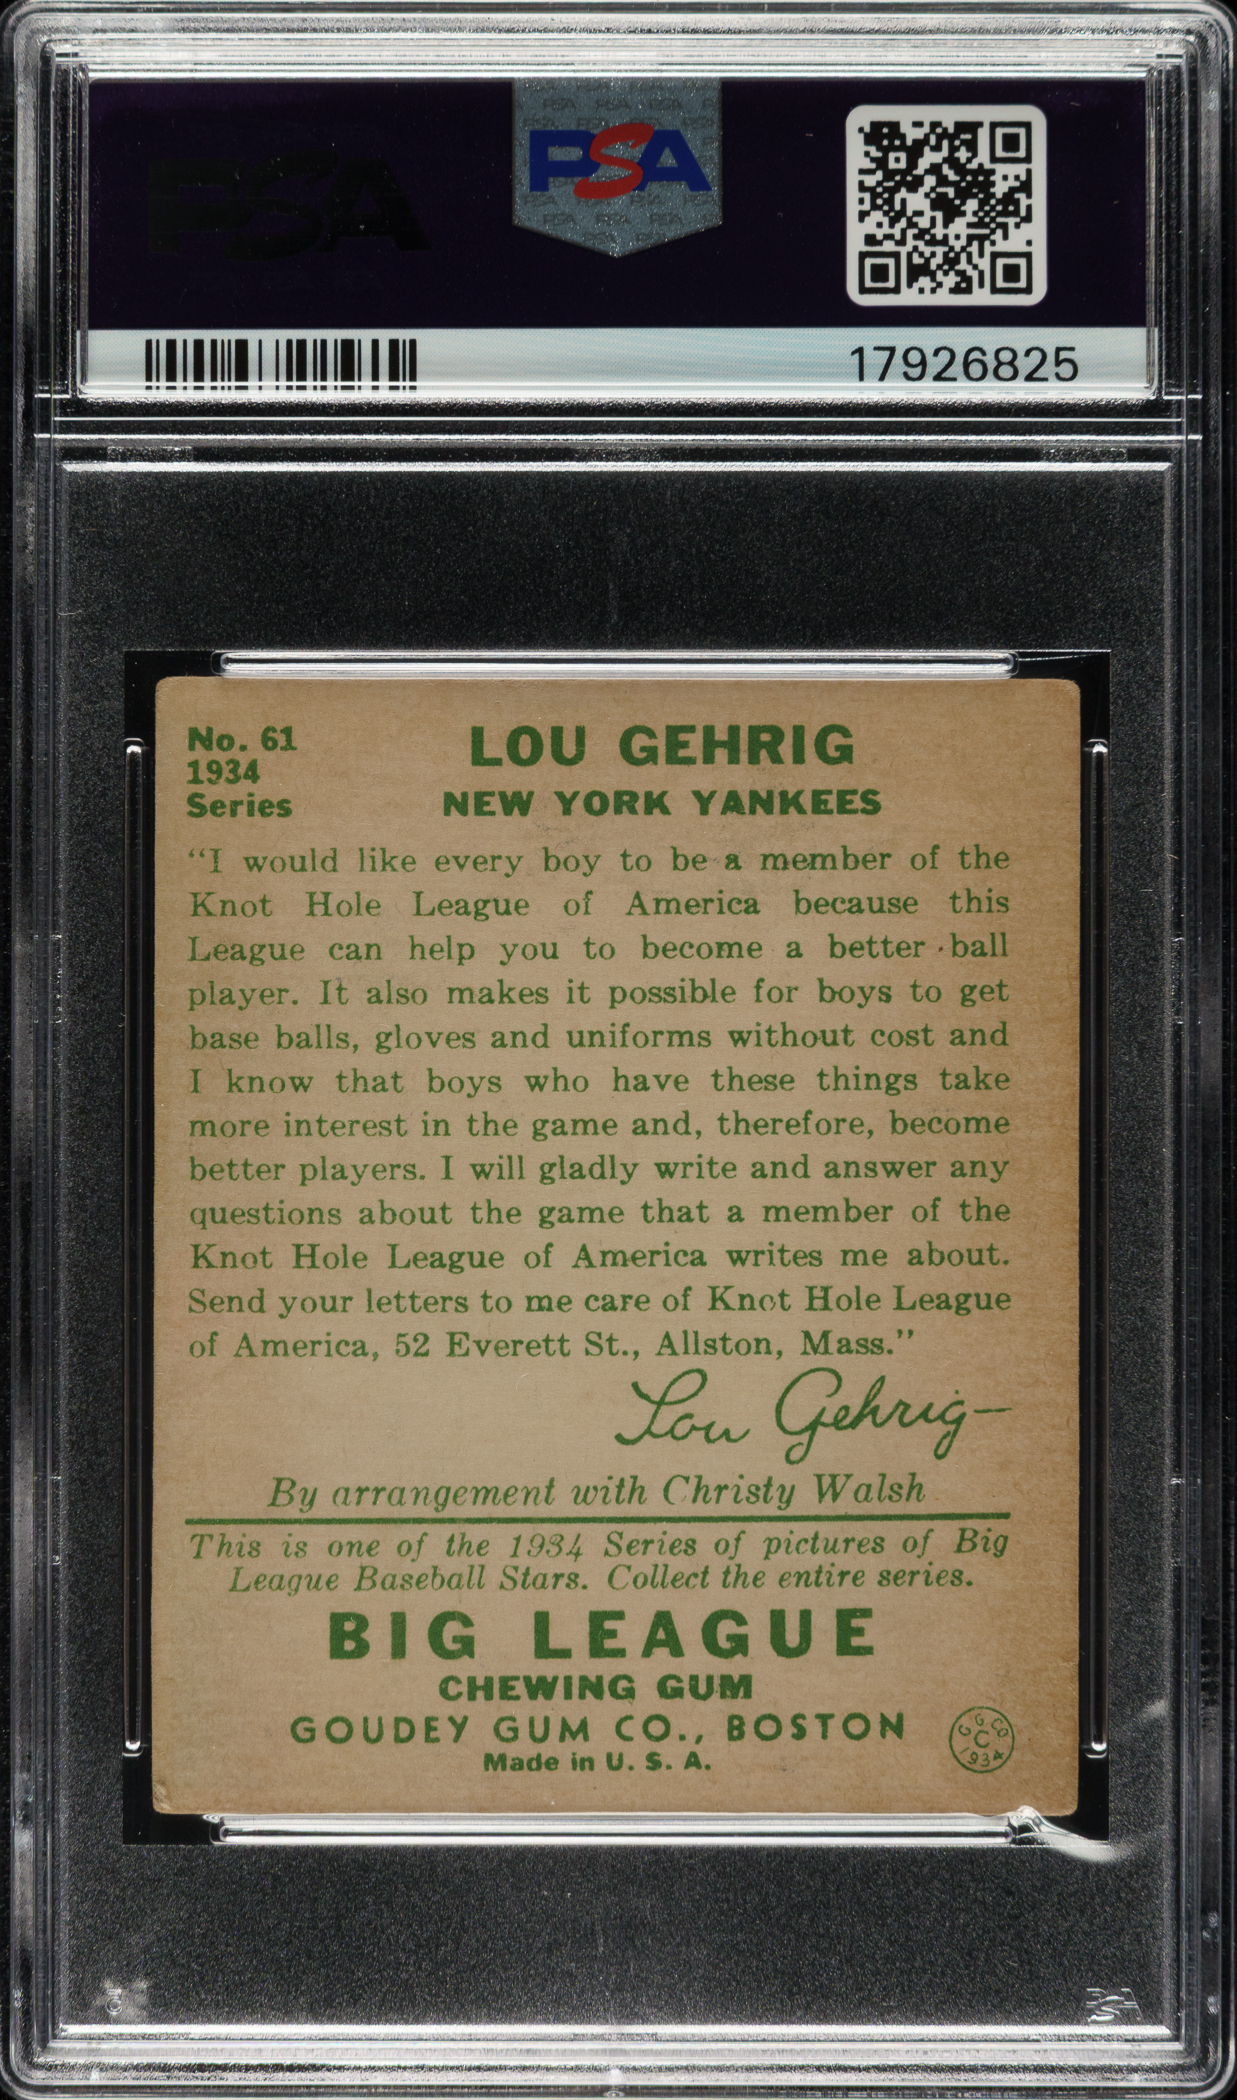 PSA
PSA
17926825
No. 61
1934
Series
LOU GEHRIG
NEW YORK YANKEES
"I would like every boy to be a member of the
Knot Hole League of America because this
League can help you to become a better ball
player. It also makes it possible for boys to get
base balls, gloves and uniforms without cost and
I know that boys who have these things take
more interest in the game and, therefore, become
better players. I will gladly write and answer any
questions about the game that a member of the
Knot Hole League of America writes me about.
Send your letters to me care of Knot Hole League
of America, 52 Everett St., Allston, Mass."
Lou Gehrig
By arrangement with Christy Walsh
This is one of the 1934 Series of pictures of Big
League Baseball Stars. Collect the entire series.
BIG LEAGUE
CHEWING GUM
GOUDEY GUM CO., BOSTON
Made in U. S. A.
G G CO
C
1934
PSA